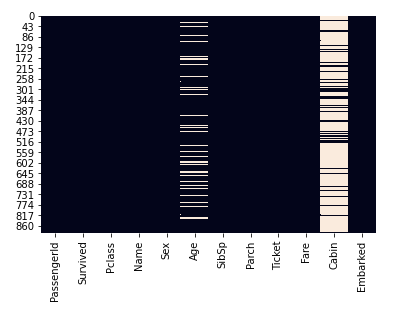 0
43
86
129
172
215
258
301
344
387
430
473
516
559
602
645
688
731
774
817
860
PassengerId
Survived
Pclass
Name
Sex
Age
SibSp
Parch
Ticket
Fare
Cabin
Embarked